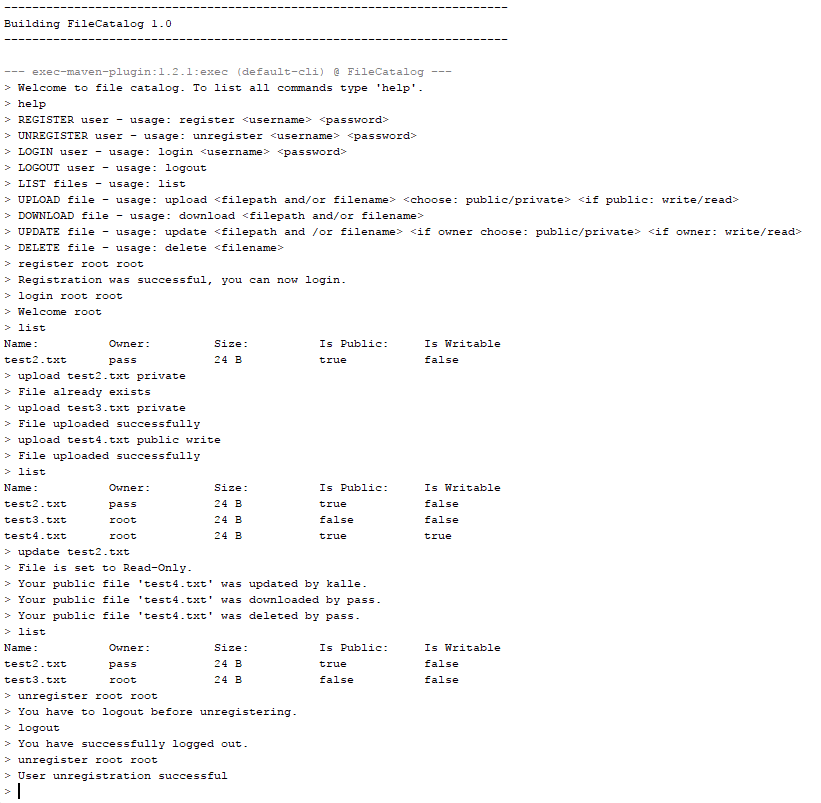 ------------------------------------------------------------------------
Building FileCatalog 1.0
------------------------------------------------------------------------
--- exec-maven-plugin:1.2.1:exec (default-cli) @ FileCatalog ---
> Welcome to file catalog. To list all commands type 'help'.
> help
> REGISTER user - usage: register <username> <password>
> UNREGISTER user - usage: unregister <username> <password>
> LOGIN user - usage: login <username> <password>
> LOGOUT user - usage: logout
> LIST files - usage: list
> UPLOAD file - usage: upload <filepath and/or filename> <choose: public/private> <if public: write/read>
> DOWNLOAD file - usage: download <filepath and/or filename>
> UPDATE file - usage: update <filepath and /or filename> <if owner choose: public/private> <if owner: write/read>
> DELETE file - usage: delete <filename>
> register root root
> Registration was successful, you can now login.
> login root root
> Welcome root
> list
Name:          Owner:         Size:          Is Public:     Is Writable
test2.txt      pass           24 B           true           false
> upload test2.txt private
> File already exists
> upload test3.txt private
> File uploaded successfully
> upload test4.txt public write
> File uploaded successfully
> list
Name:          Owner:         Size:          Is Public:     Is Writable
test2.txt      pass           24 B           true           false
test3.txt      root           24 B           false          false
test4.txt      root           24 B           true           true
> update test2.txt
> File is set to Read-Only.
> Your public file 'test4.txt' was updated by kalle.
> Your public file 'test4.txt' was downloaded by pass.
> Your public file 'test4.txt' was deleted by pass.
> list
Name:          Owner:         Size:          Is Public:     Is Writable
test2.txt      pass           24 B           true           false
test3.txt      root           24 B           false          false
> unregister root root
> You have to logout before unregistering.
> logout
> You have successfully logged out.
> unregister root root
> User unregistration successful
>